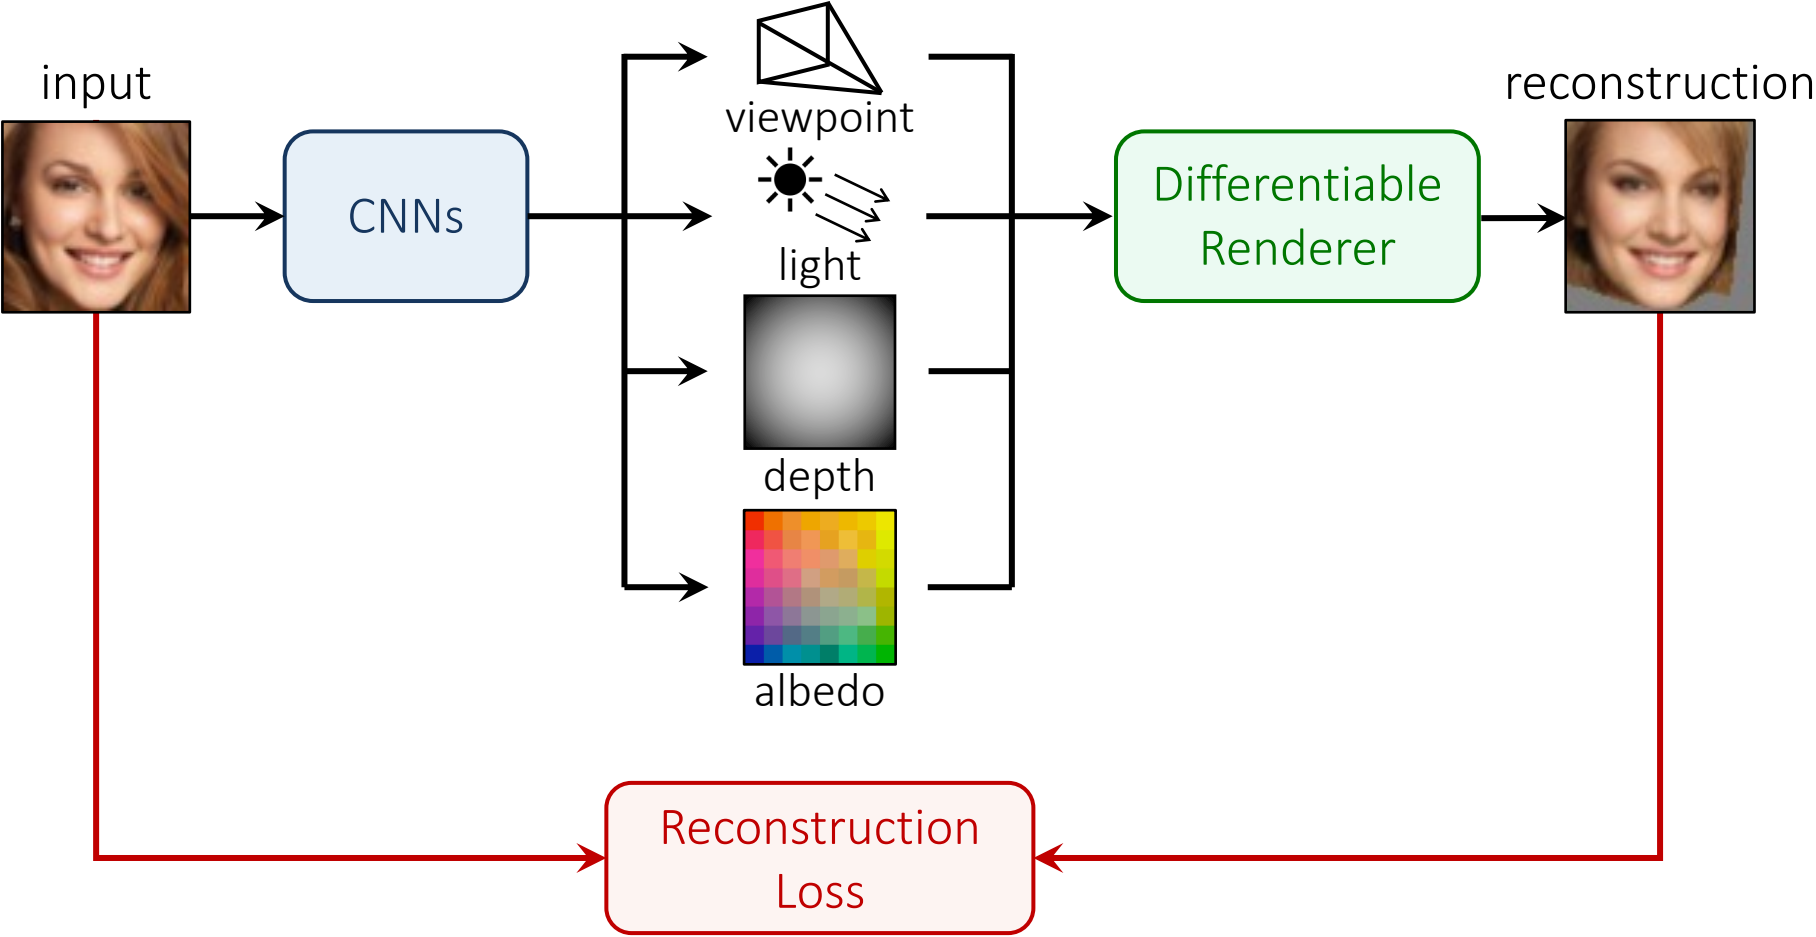 input
CNNs
viewpoint
light
depth
albedo
Differentiable
Renderer
reconstruction
Reconstruction
Loss